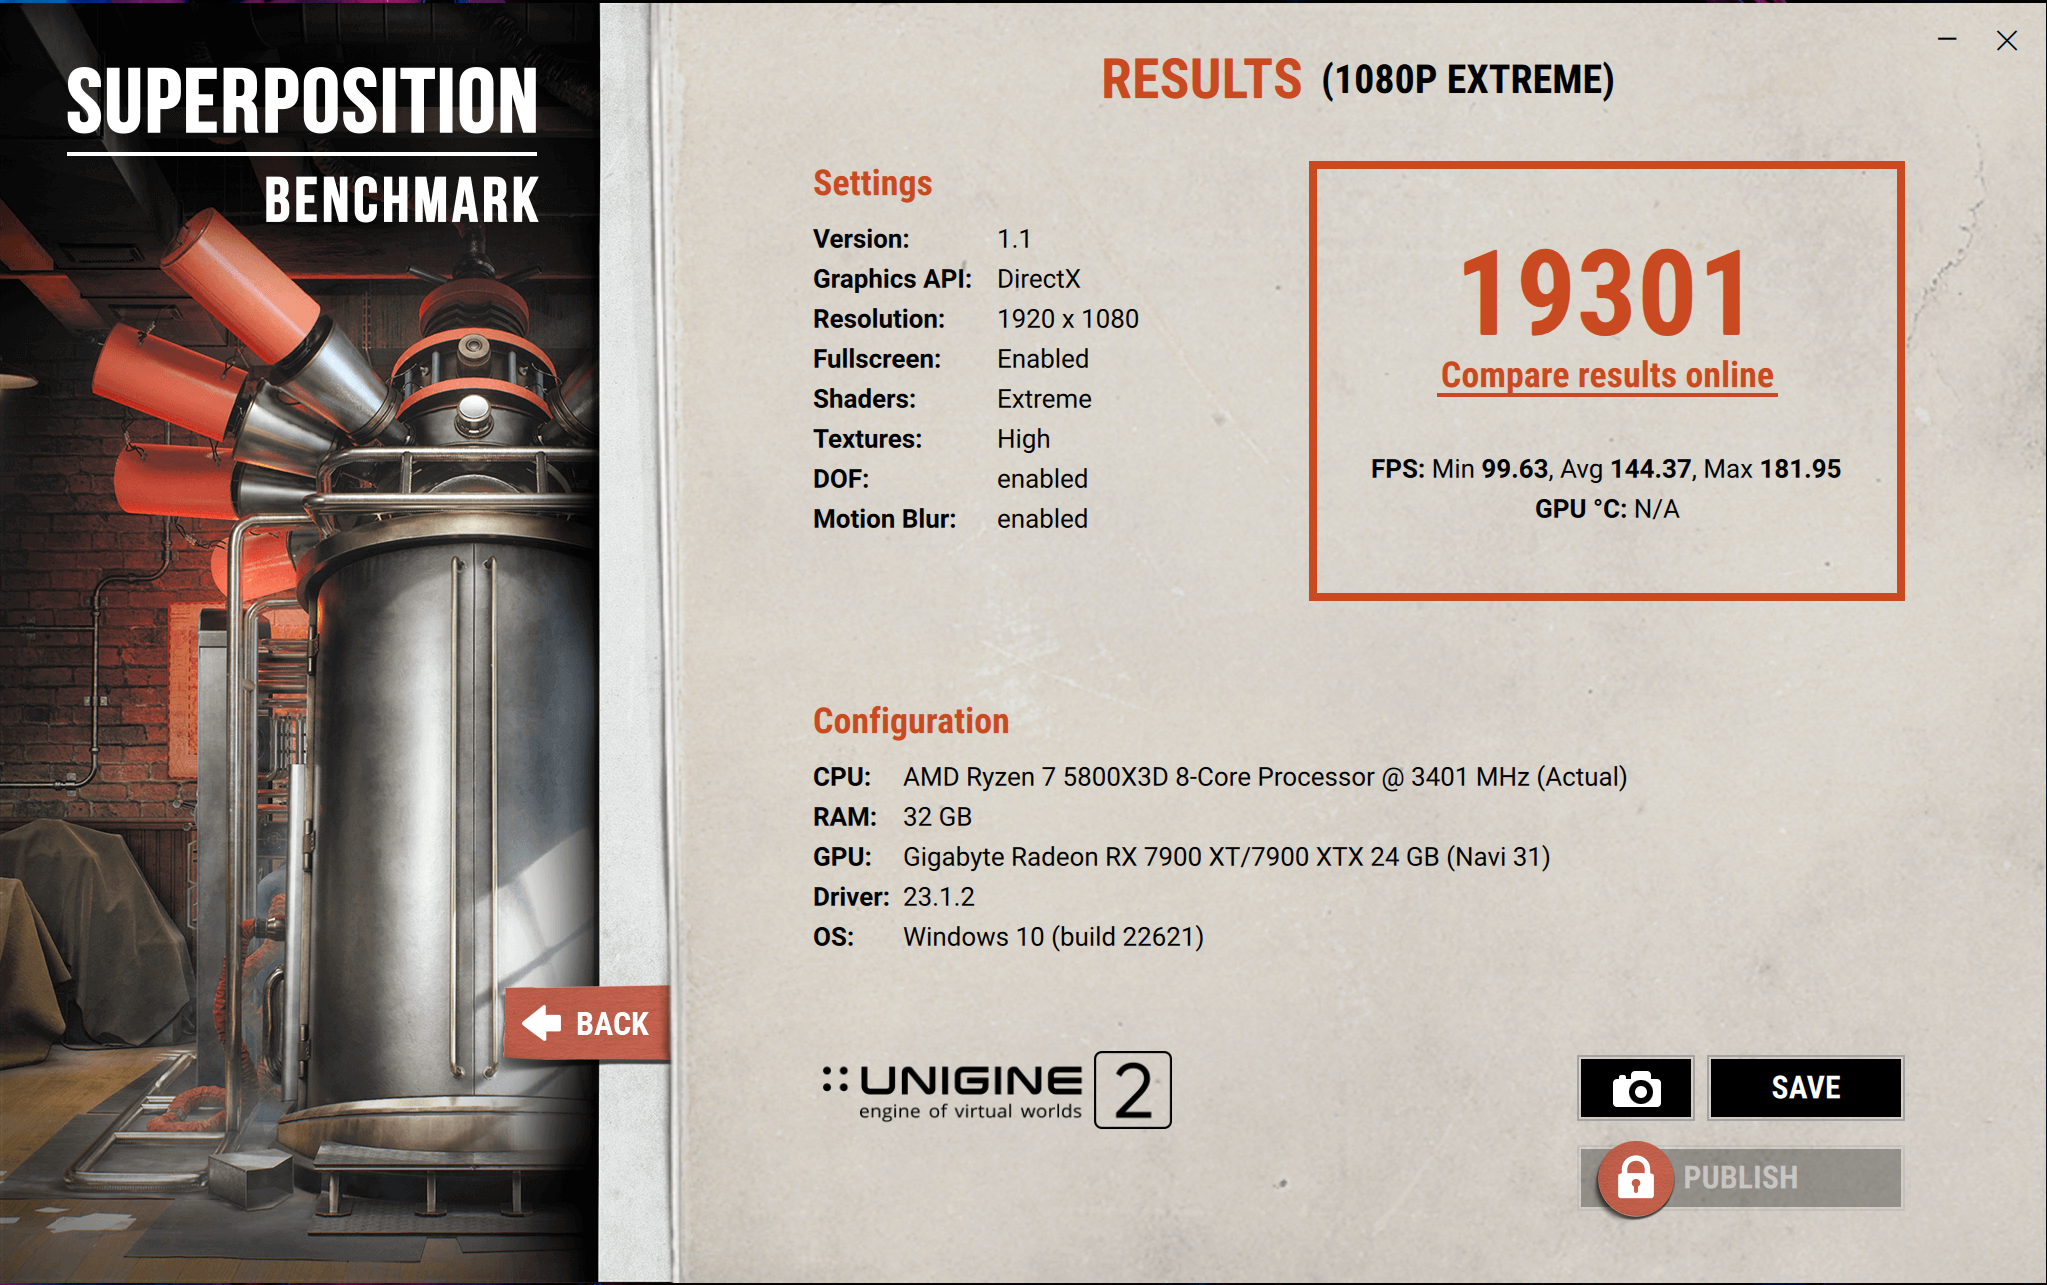 SUPERPOSITION
BENCHMARK
RESULTS (1080P EXTREME)
Settings
Version: 1.1
Graphics API: DirectX
Resolution: 1920 x 1080
Fullscreen: Enabled
Shaders: Extreme
Textures: High
DOF: enabled
Motion Blur: enabled
19301
Compare results online
FPS: Min 99.63, Avg 144.37, Max 181.95
GPU °C: N/A
Configuration
CPU: AMD Ryzen 7 5800X3D 8-Core Processor @ 3401 MHz (Actual)
RAM: 32 GB
GPU: Gigabyte Radeon RX 7900 XT/7900 XTX 24 GB (Navi 31)
Driver: 23.1.2
OS: Windows 10 (build 22621)
BACK
UNIGINE 2
engine of virtual worlds
SAVE
PUBLISH